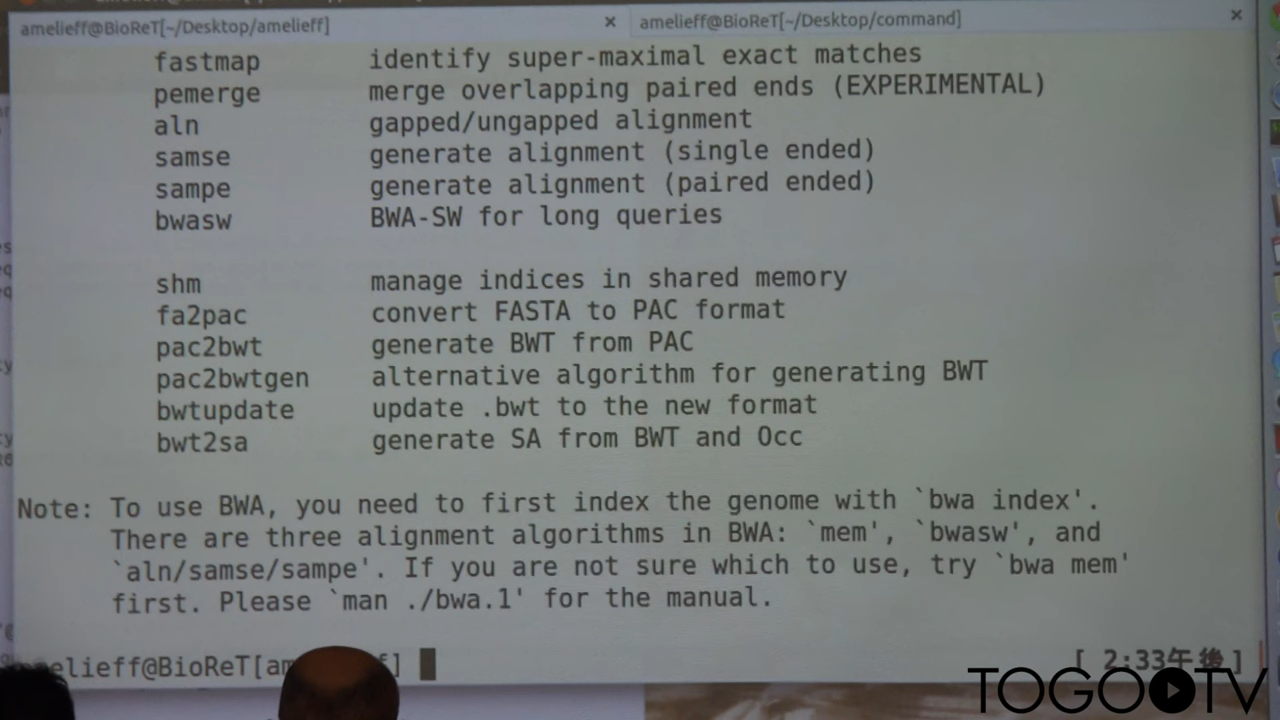 amelieff@BioReT[~/Desktop/amelieff] × amelieff@BioReT[~/Desktop/command] ×
fastmap identify super-maximal exact matches
pemerge merge overlapping paired ends (EXPERIMENTAL)
aln gapped/ungapped alignment
samse generate alignment (single ended)
sampe generate alignment (paired ended)
bwasw BWA-SW for long queries
shm manage indices in shared memory
fa2pac convert FASTA to PAC format
pac2bwt generate BWT from PAC
pac2bwtgen alternative algorithm for generating BWT
bwtupdate update .bwt to the new format
bwt2sa generate SA from BWT and Occ
Note: To use BWA, you need to first index the genome with `bwa index'.
There are three alignment algorithms in BWA: `mem', `bwasw', and
`aln/samse/sampe'. If you are not sure which to use, try `bwa mem'
first. Please `man ./bwa.1' for the manual.
elieff@BioReT[am f] [ 2:33午後]
TOGOTV